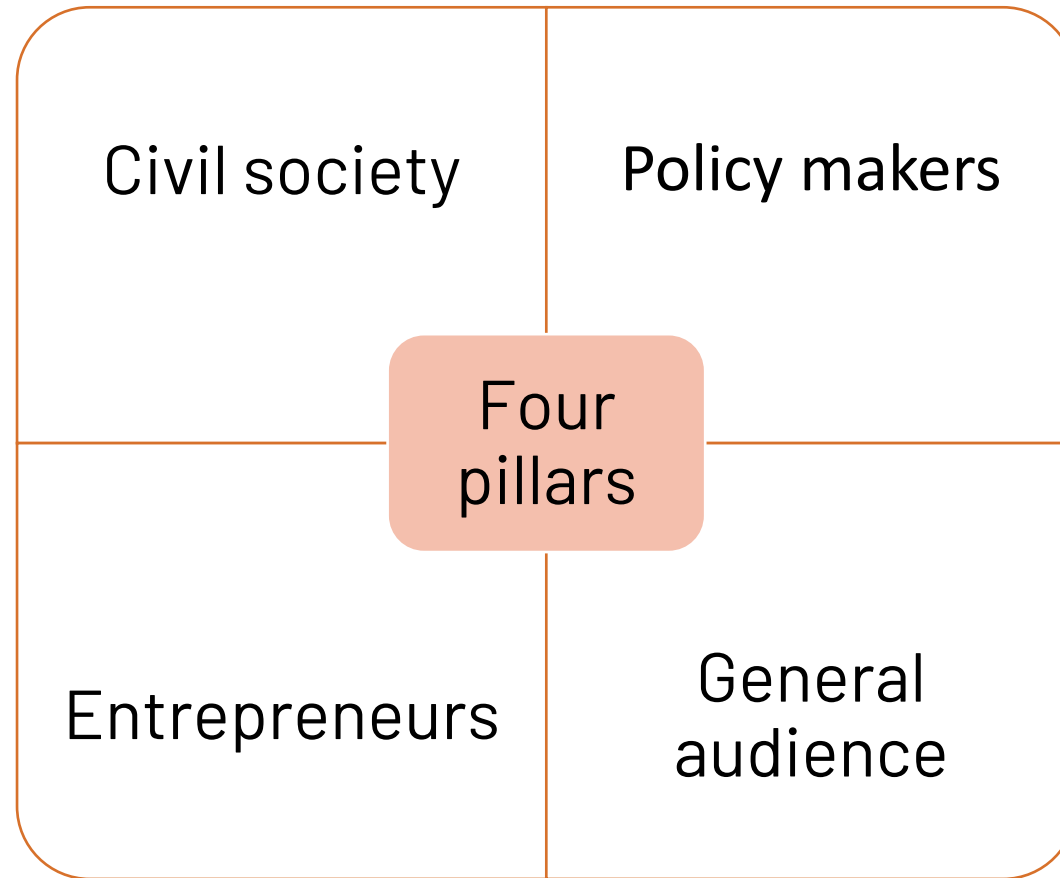 Civil society
Policy makers
Four
pillars
Entrepreneurs
General
audience